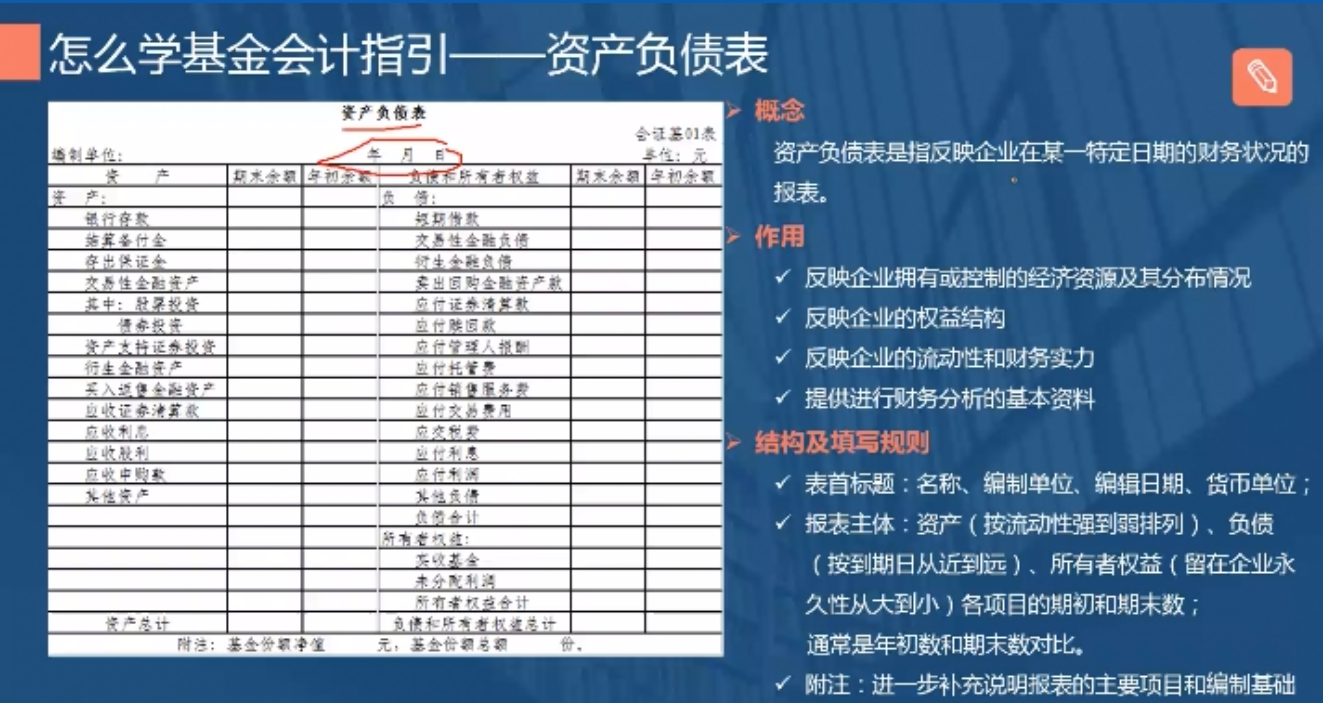 怎么学基金会计指引——资产负债表
资产负债表
会证基01表
编制单位: 年 月 日 单位: 元
资 产 期末余额 年初余额 负债和所有者权益 期末余额 年初余额
资 产: 负 债:
银行存款 短期借款
结算备付金 交易性金融负债
存出保证金 衍生金融负债
交易性金融资产 卖出回购金融资产款
其中: 股票投资 应付证券清算款
债券投资 应付赎回款
资产支持证券投资 应付管理人报酬
衍生金融资产 应付托管费
买入返售金融资产 应付销售服务费
应收证券清算款 应付交易费用
应收利息 应交税费
应收股利 应付利息
应收申购款 应付利润
其他资产 其他负债
负债合计
所有者权益:
实收基金
未分配利润
所有者权益合计
资产总计 负债和所有者权益总计
附注: 基金份额净值 元, 基金份额总额 份。
概念
资产负债表是指反映企业在某一特定日期的财务状况的
报表。
作用
反映企业拥有或控制的经济资源及其分布情况
反映企业的权益结构
反映企业的流动性和财务实力
提供进行财务分析的基本资料
结构及填写规则
表首标题：名称、编制单位、编辑日期、货币单位；
报表主体：资产（按流动性强到弱排列）、负债
（按到期日从近到远）、所有者权益（留在企业永
久性从大到小）各项目的期初和期末数；
通常是年初数和期末数对比。
附注：进一步补充说明报表的主要项目和编制基础